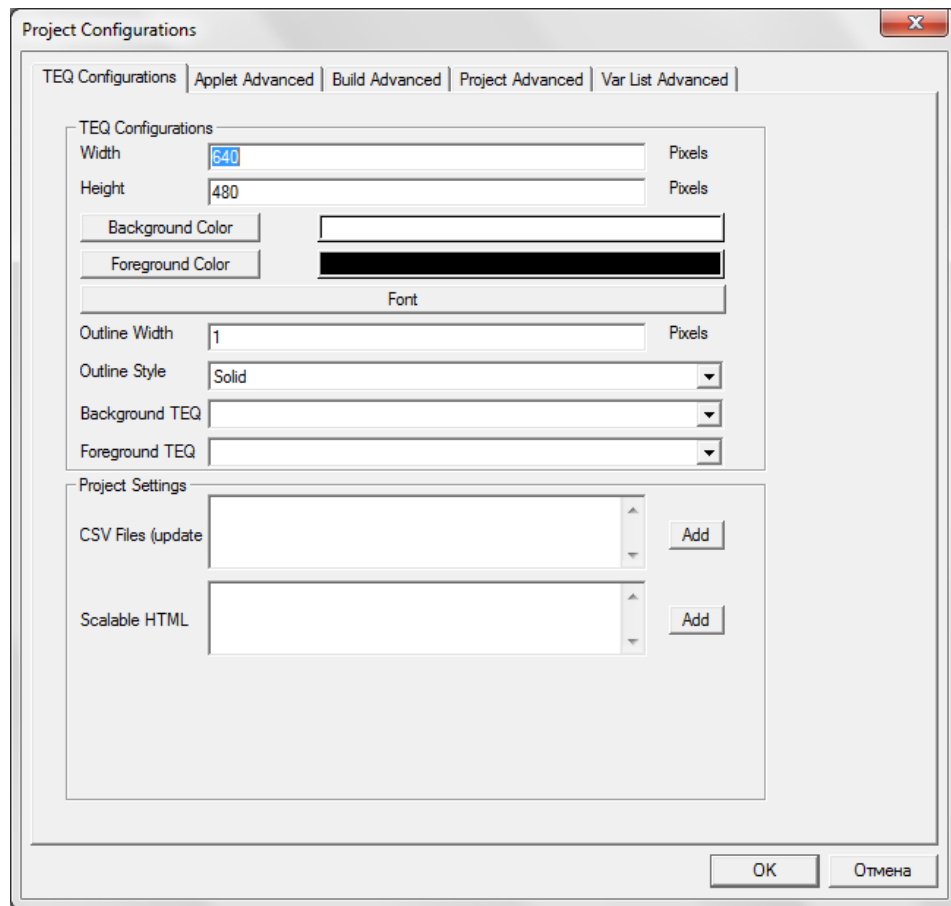 Project Configurations
TEQ Configurations Applet Advanced Build Advanced Project Advanced Var List Advanced
TEQ Configurations
Width 640 Pixels
Height 480 Pixels
Background Color
Foreground Color
Font
Outline Width 1 Pixels
Outline Style Solid
Background TEQ
Foreground TEQ
Project Settings
CSV Files (update Add
Scalable HTML Add
OK Отмена